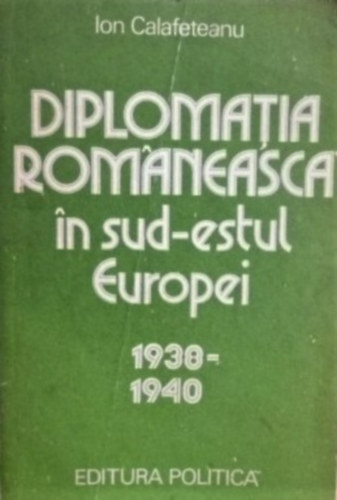 Ion Calafeteanu
DIPLOMAȚIA
ROMÂNEASCĂ
în sud-estul
Europei
1938-
1940
EDITURA POLITICĂ